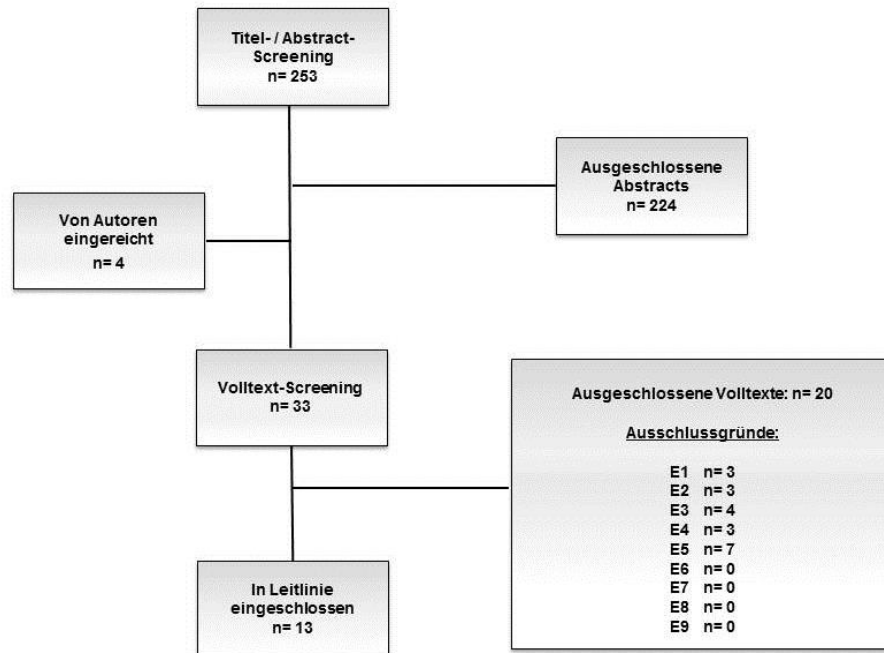 Titel- / Abstract-
Screening
n= 253
Ausgeschlossene
Abstracts
n= 224
Von Autoren
eingereicht
n= 4
Volltext-Screening
n= 33
Ausgeschlossene Volltexte: n= 20
Ausschlussgründe:
E1 n= 3
E2 n= 3
E3 n= 4
E4 n= 3
E5 n= 7
E6 n= 0
E7 n= 0
E8 n= 0
E9 n= 0
In Leitlinie
eingeschlossen
n= 13